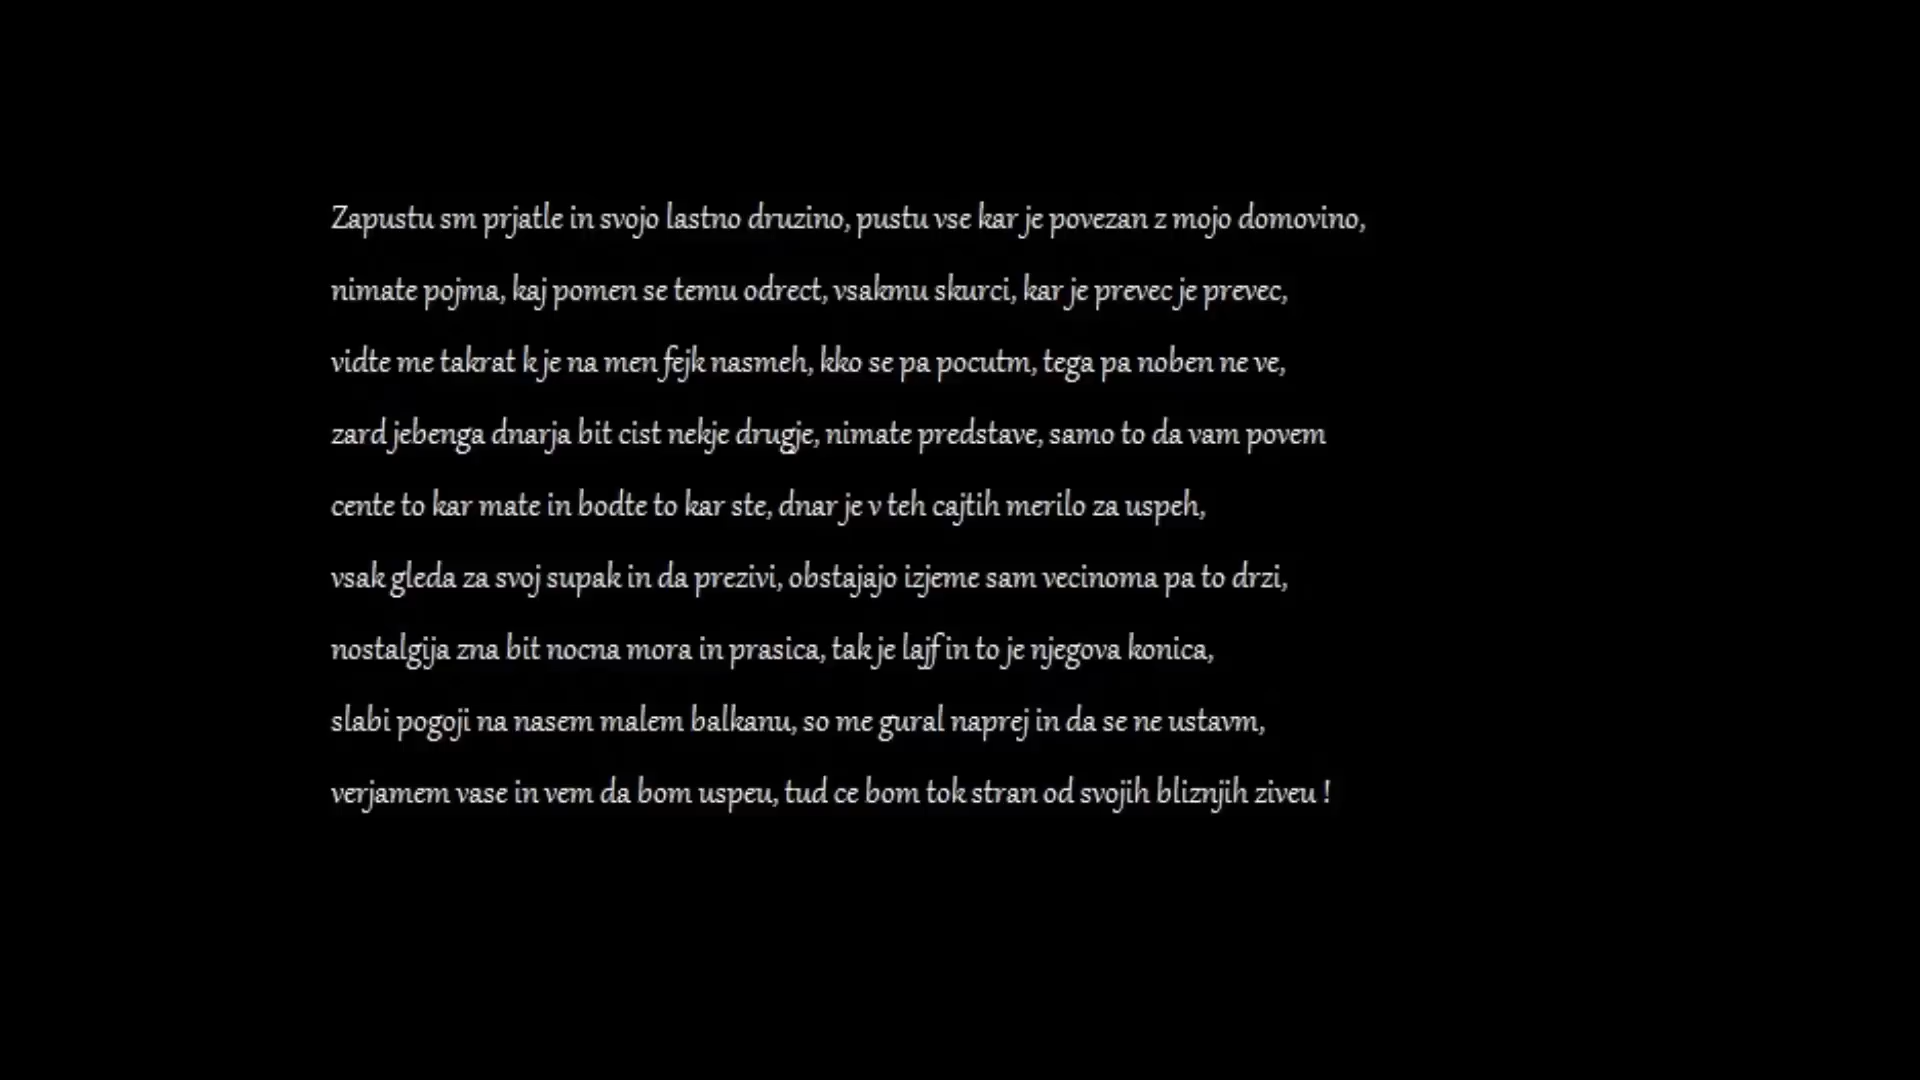 Zapustu sm prjatle in svojo lastno druzino, pustu vse kar je povezan z mojo domovino,
nimate pojma, kaj pomen se temu odrect, vsakmu skurci, kar je prevec je prevec,
vidte me takrat k je na men fejk nasmeh, kko se pa pocutm, tega pa noben ne ve,
zard jebenga dnarja bit cist nekje drugje, nimate predstave, samo to da vam povem
cente to kar mate in bodte to kar ste, dnar je v teh cajtih merilo za uspeh,
vsak gleda za svoj supak in da prezivi, obstajajo izjeme sam vecinoma pa to drzi,
nostalgija zna bit nocna mora in prasica, tak je lajf in to je njegova konica,
slabi pogoji na nasem malem balkanu, so me gural naprej in da se ne ustavm,
verjamem vase in vem da bom uspeu, tud ce bom tok stran od svojih bliznjih ziveu !